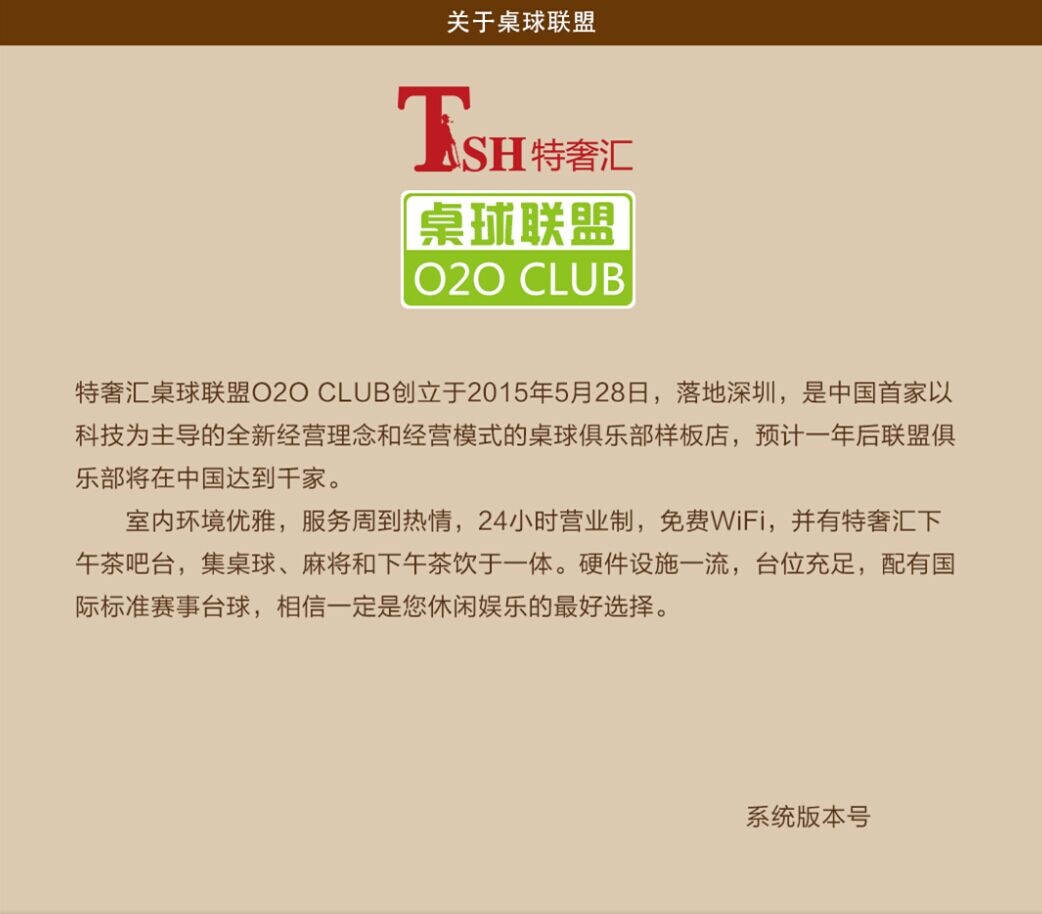 关于桌球联盟
TSH特奢汇
桌球联盟
O2O CLUB
特奢汇桌球联盟O2O CLUB创立于2015年5月28日，落地深圳，是中国首家以
科技为主导的全新经营理念和经营模式的桌球俱乐部样板店，预计一年后联盟俱
乐部将在中国达到千家。
室内环境优雅，服务周到热情，24小时营业制，免费WiFi，并有特奢汇下
午茶吧台，集桌球、麻将和下午茶饮于一体。硬件设施一流，台位充足，配有国
际标准赛事台球，相信一定是您休闲娱乐的最好选择。
系统版本号